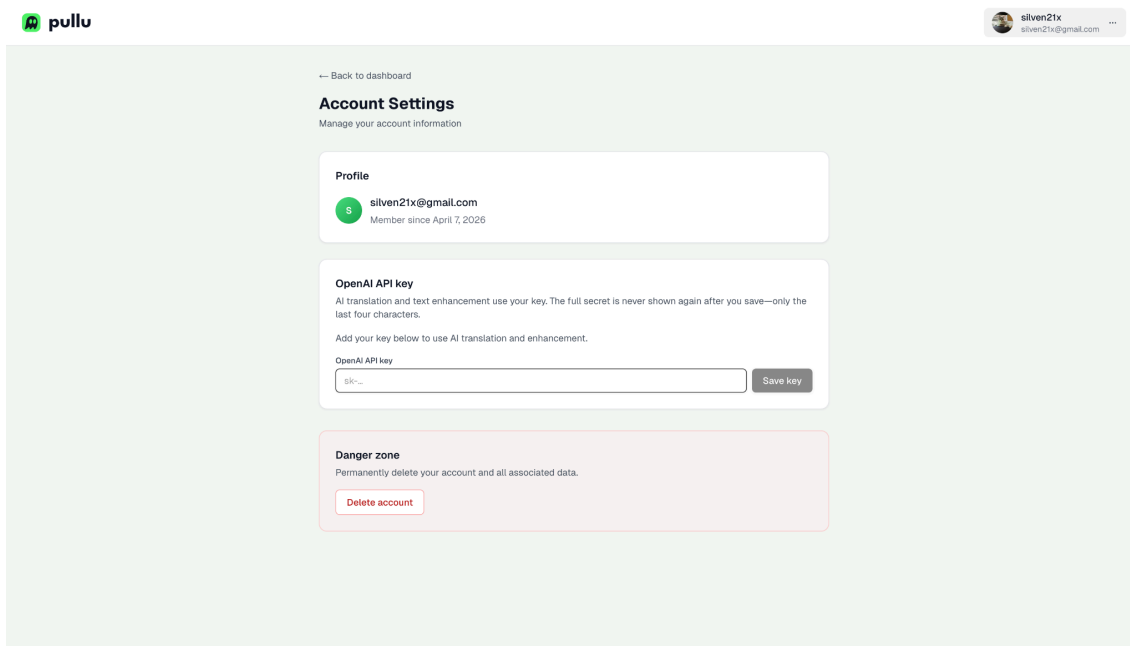 pullu
silven21x
silven21x@gmail.com
...
← Back to dashboard
Account Settings
Manage your account information
Profile
S
silven21x@gmail.com
Member since April 7, 2026
OpenAI API key
AI translation and text enhancement use your key. The full secret is never shown again after you save—only the
last four characters.
Add your key below to use AI translation and enhancement.
OpenAI API key
sk-...
Save key
Danger zone
Permanently delete your account and all associated data.
Delete account